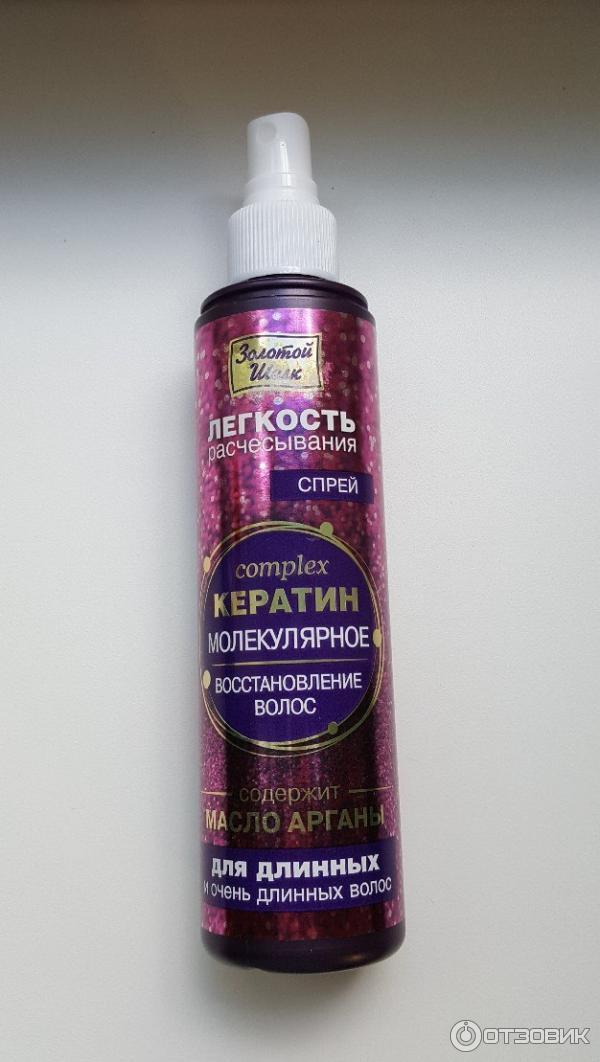 Золотой
Шелк
ЛЕГКОСТЬ
расчесывания
СПРЕЙ
complex
КЕРАТИН
МОЛЕКУЛЯРНОЕ
ВОССТАНОВЛЕНИЕ
ВОЛОС
содержит
МАСЛО АРГАНЫ
для длинных
и очень длинных волос
ОТЗОВИК